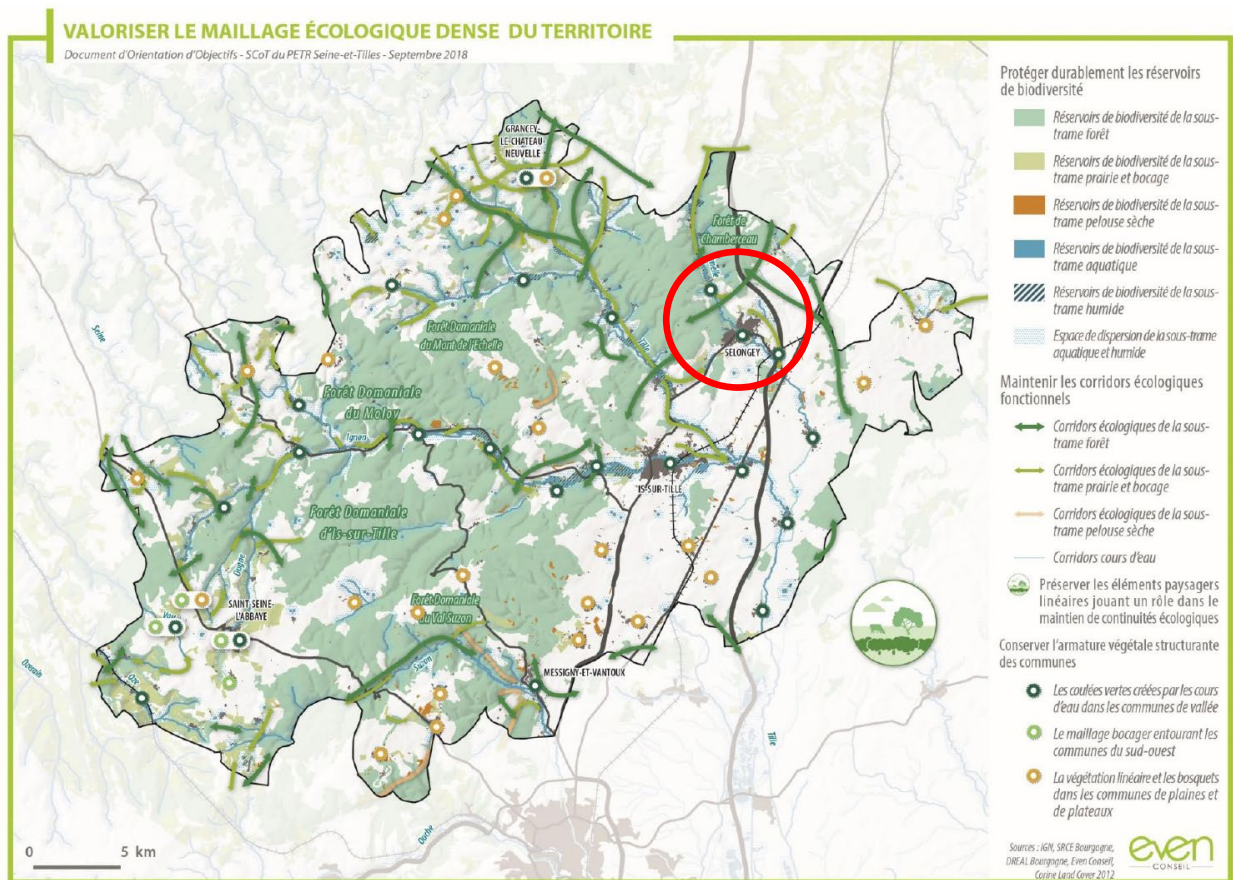 VALORISER LE MAILLAGE ÉCOLOGIQUE DENSE DU TERRITOIRE
Document d'Orientation d'Objectifs - SCoT du PETR Seine-et-Tilles - Septembre 2018
GRANCEY-
LE-CHATEAU
NEUVELLE
Forêt de
Chamberceau
Forêt Domaniale
du Mont de l'Echelle
SELONGEY
Seine
Tille
Forêt Domaniale
du Moloy
Ignon
IS-SUR-TILLE
Forêt Domaniale
d'Is-sur-Tille
SAINT-SEINE-
L'ABBAYE
Forêt Domaniale
du Val Suzon
Suzon
MESSIGNY-ET-VANTOUX
Oze
Ozerain
Tille
Ouche
0 5 km
Protéger durablement les réservoirs
de biodiversité
Réservoirs de biodiversité de la sous-
trame forêt
Réservoirs de biodiversité de la sous-
trame prairie et bocage
Réservoirs de biodiversité de la sous-
trame pelouse sèche
Réservoirs de biodiversité de la sous-
trame aquatique
Réservoirs de biodiversité de la sous-
trame humide
Espace de dispersion de la sous-trame
aquatique et humide
Maintenir les corridors écologiques
fonctionnels
Corridors écologiques de la sous-
trame forêt
Corridors écologiques de la sous-
trame prairie et bocage
Corridors écologiques de la sous-
trame pelouse sèche
Corridors cours d'eau
Préserver les éléments paysagers
linéaires jouant un rôle dans le
maintien de continuités écologiques
Conserver l'armature végétale structurante
des communes
Les coulées vertes créées par les cours
d'eau dans les communes de vallée
Le maillage bocager entourant les
communes du sud-ouest
La végétation linéaire et les bosquets
dans les communes de plaines et
de plateaux
Sources : IGN, SRCE Bourgogne,
DREAL Bourgogne, Even Conseil,
Corine Land Cover 2012
even
CONSEIL